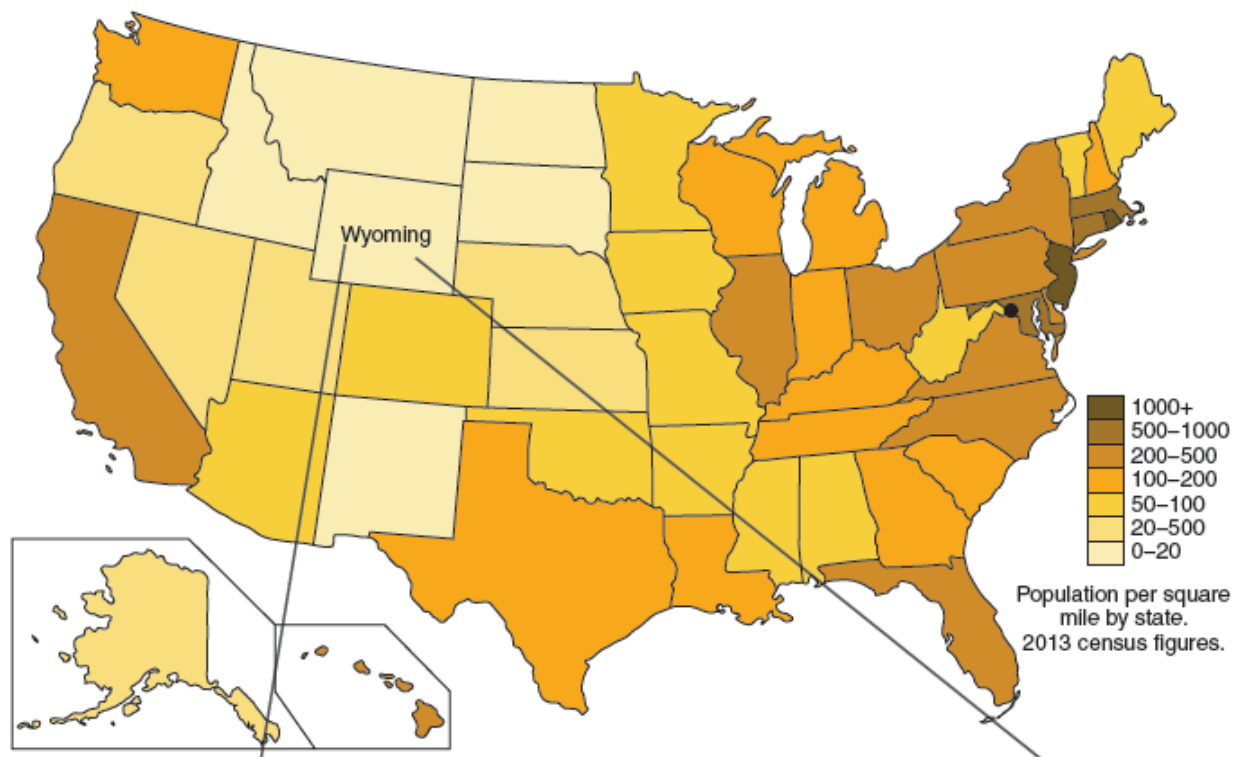 Wyoming
1000+
500–1000
200–500
100–200
50–100
20–500
0–20
Population per square
mile by state.
2013 census figures.